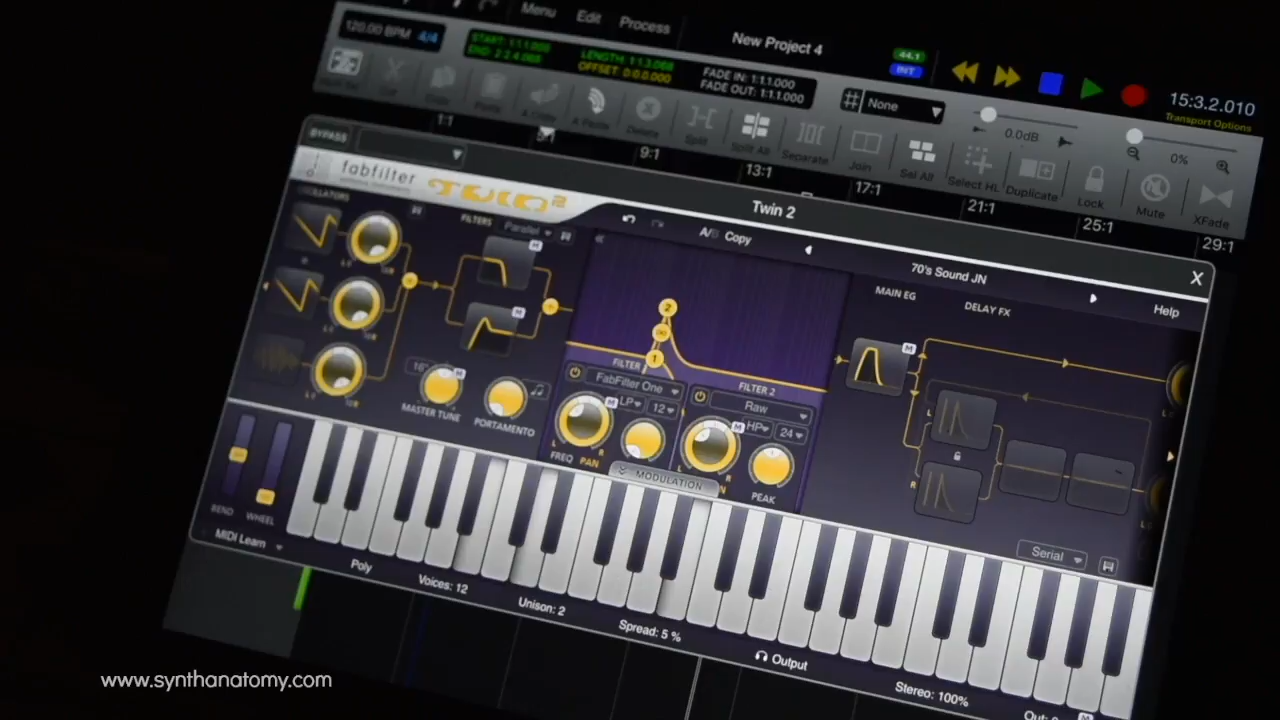 Menu Edit Process
120.00 BPM 4/4
START: 1:1:1.000
END: 2:2:4.068
LENGTH: 1:1:3.068
OFFSET: 0:0:0.000
FADE IN: 1:1:1.000
FADE OUT: 1:1:1.000
New Project 4
44.1
INT
# None
0.0dB
15:3.2.010
Transport Options
0%
Delete Split Split All Separate Join Sel All Select HL Duplicate Lock Mute XFade
1:1 9:1 13:1 17:1 21:1 25:1 29:1
BYPASS
Twin 2
X
fabfilter TWIN 2
A/B Copy
70's Sound JN
Help
OSCILLATORS
FILTERS Parallel
MAIN EG
DELAY FX
16'
MASTER TUNE
PORTAMENTO
FILTER
FabFilter One
LP 12
FREQ PAN
FILTER 2
Raw
HP 24
PEAK
MODULATION
L
R
Serial
BEND WHEEL
MIDI Learn
Poly
Voices: 12
Unison: 2
Spread: 5 %
Output
Stereo: 100%
www.synthanatomy.com